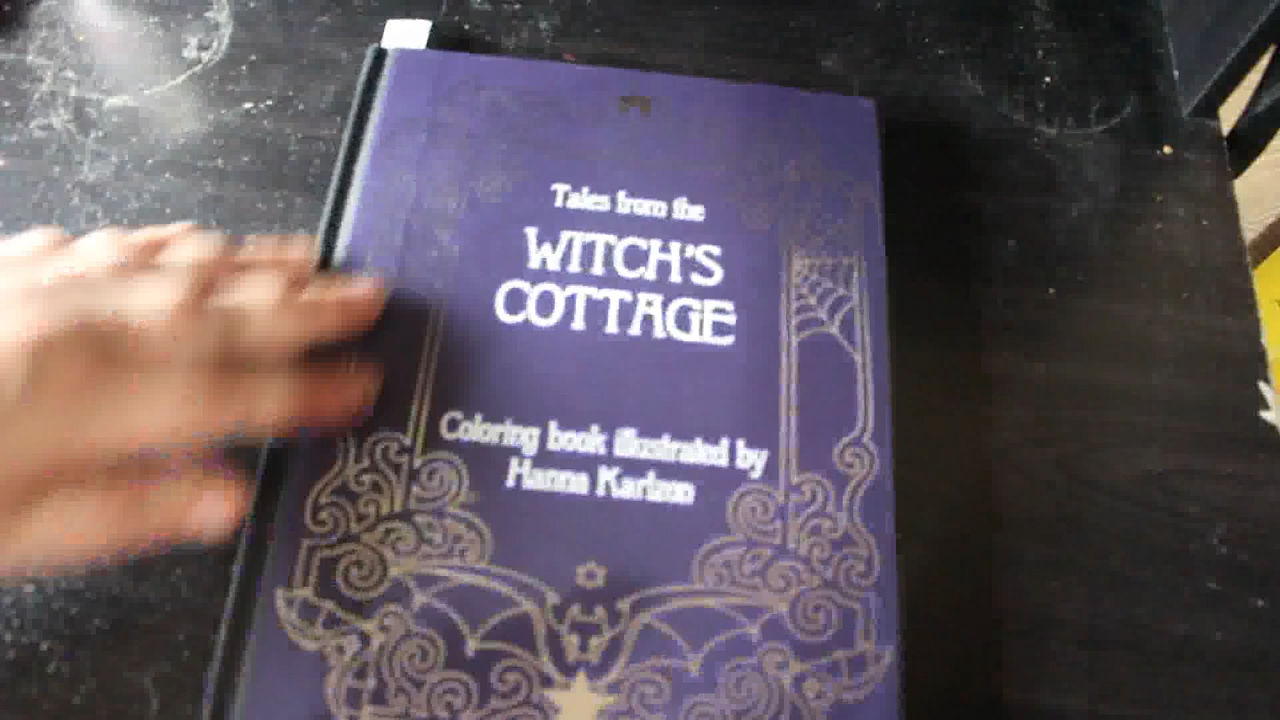 Tales from the
WITCH'S
COTTAGE
Coloring book illustrated by
Hanna Karlzon